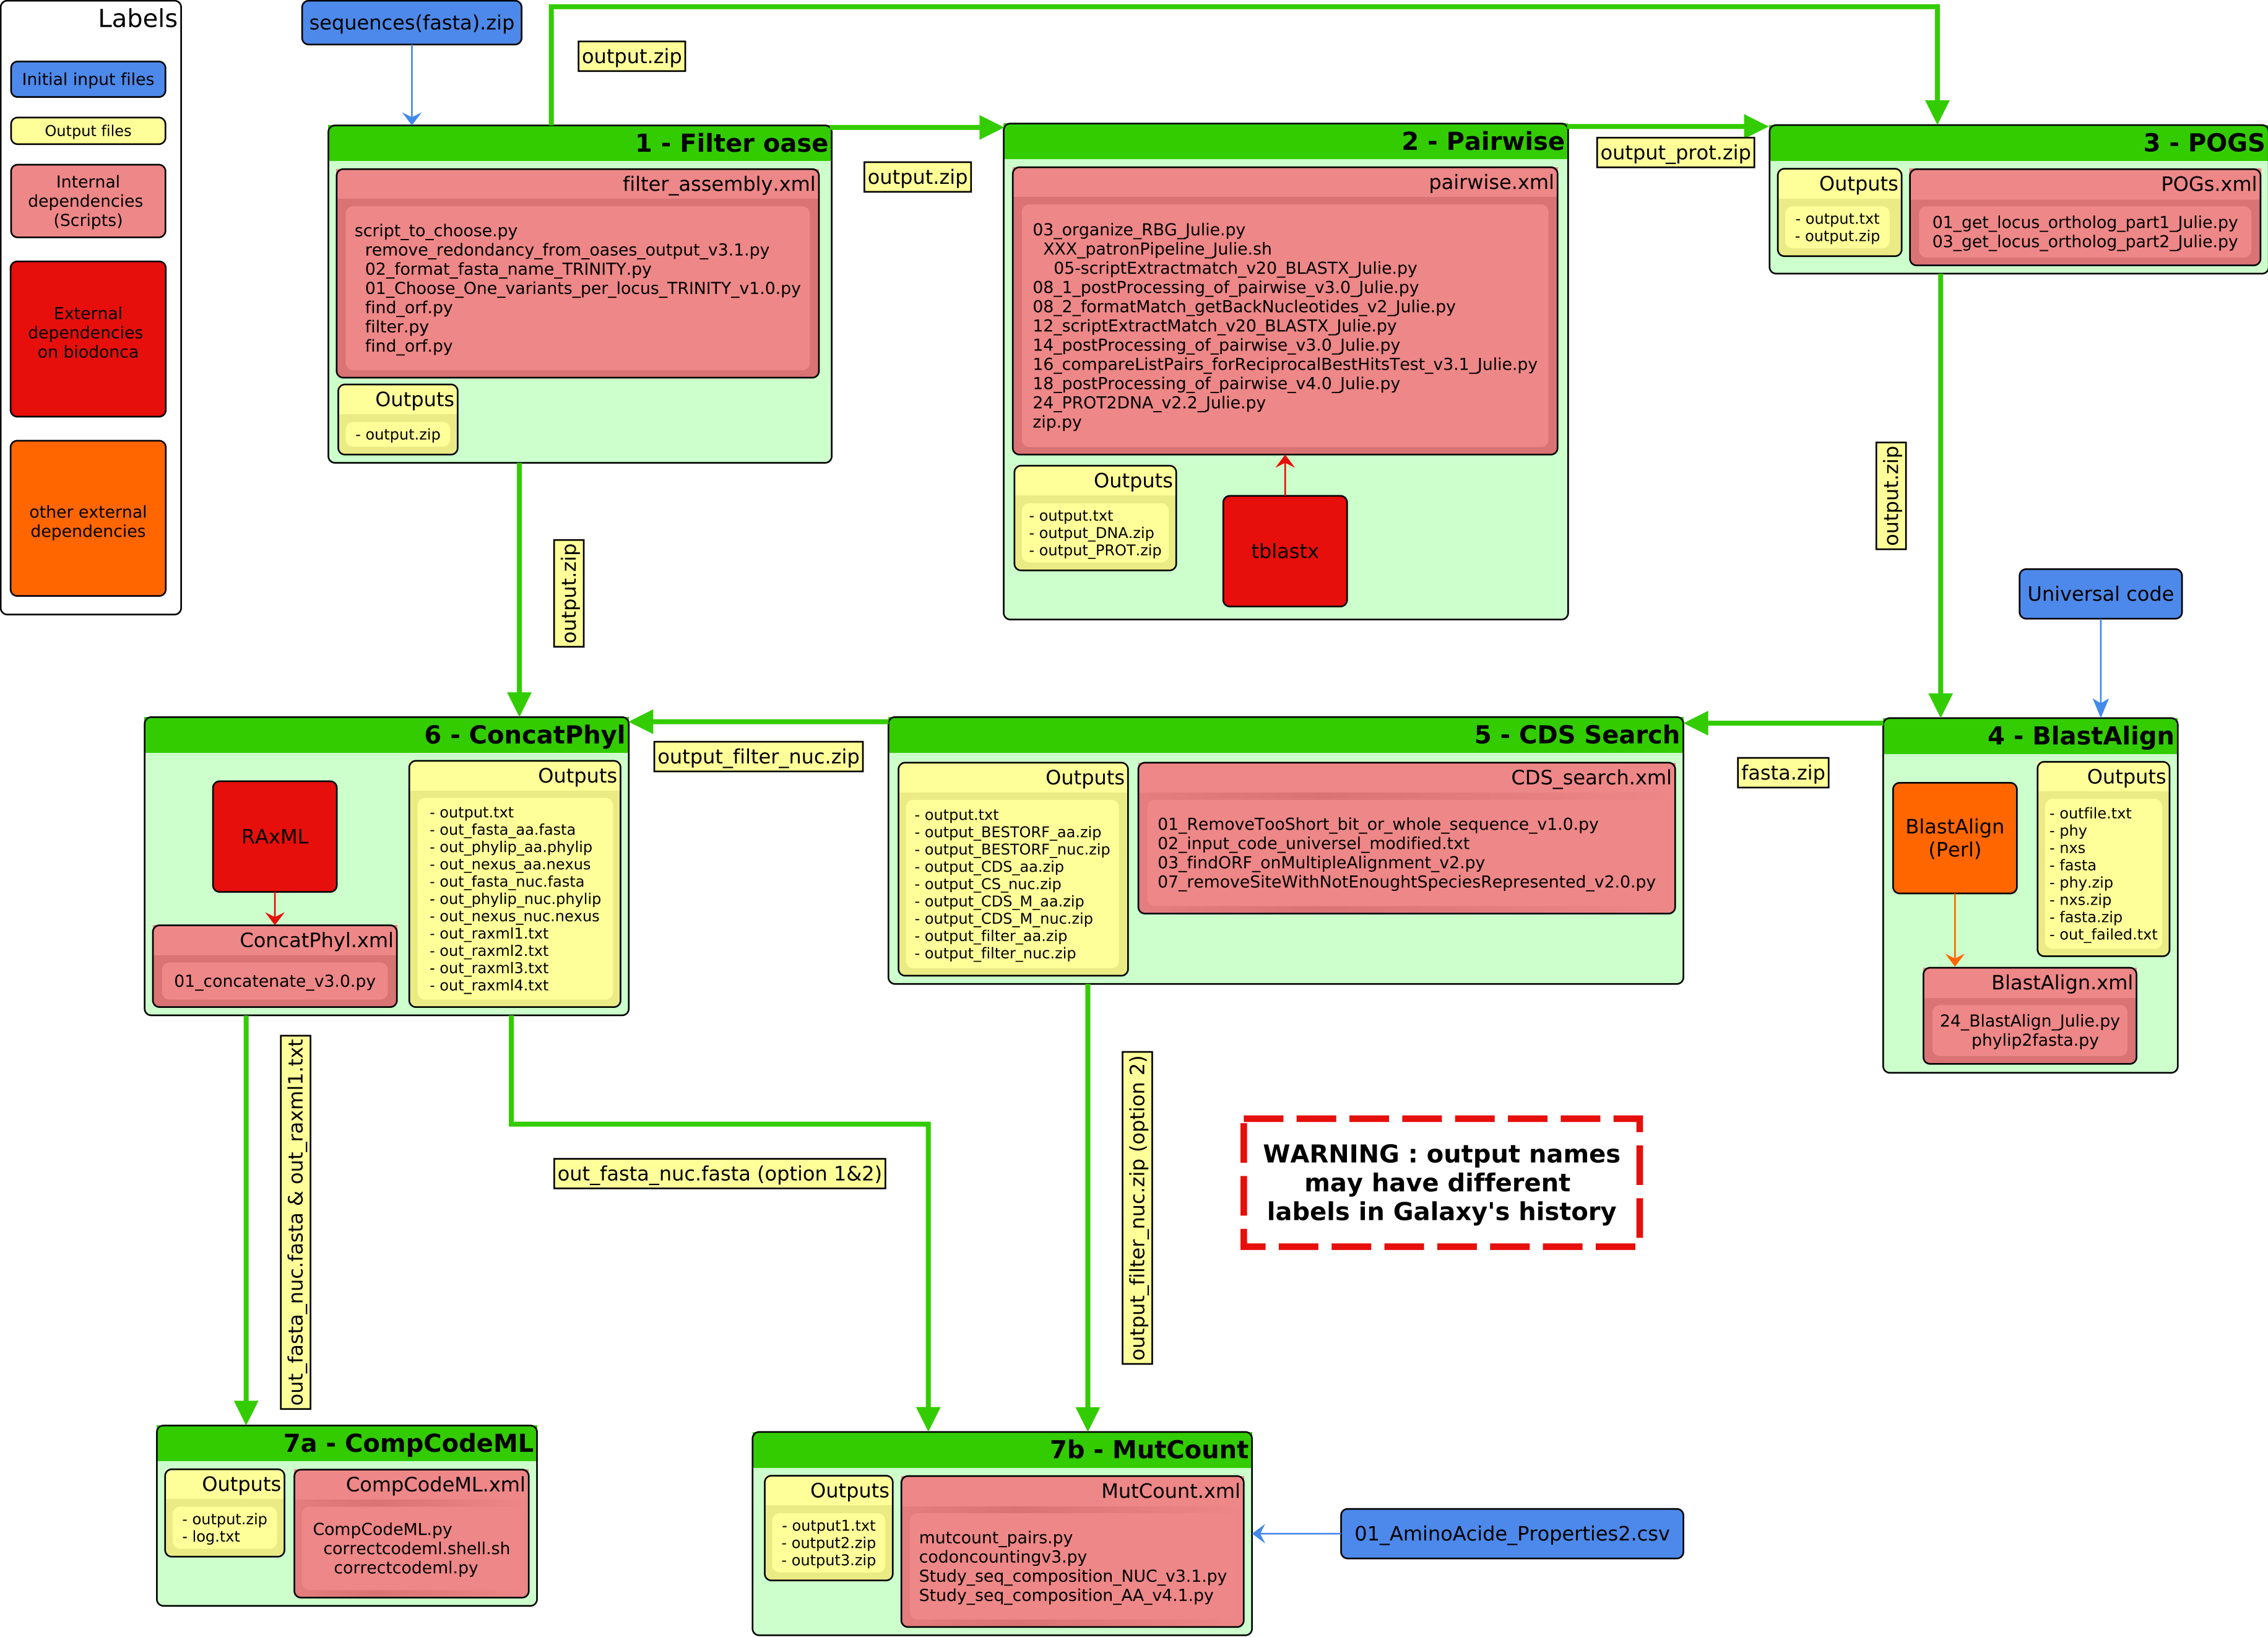 Labels
Initial input files
Output files
Internal
dependencies
(Scripts)
External
dependencies
on biodonca
other external
dependencies
sequences(fasta).zip
output.zip
1 - Filter oase
filter_assembly.xml
script_to_choose.py
remove_redondancy_from_oases_output_v3.1.py
02_format_fasta_name_TRINITY.py
01_Choose_One_variants_per_locus_TRINITY_v1.0.py
find_orf.py
filter.py
find_orf.py
Outputs
- output.zip
output.zip
2 - Pairwise
pairwise.xml
03_organize_RBG_Julie.py
XXX_patronPipeline_Julie.sh
05-scriptExtractmatch_v20_BLASTX_Julie.py
08_1_postProcessing_of_pairwise_v3.0_Julie.py
08_2_formatMatch_getBackNucleotides_v2_Julie.py
12_scriptExtractMatch_v20_BLASTX_Julie.py
14_postProcessing_of_pairwise_v3.0_Julie.py
16_compareListPairs_forReciprocalBestHitsTest_v3.1_Julie.py
18_postProcessing_of_pairwise_v4.0_Julie.py
24_PROT2DNA_v2.2_Julie.py
zip.py
Outputs
- output.txt
- output_DNA.zip
- output_PROT.zip
tblastx
output_prot.zip
3 - POGS
Outputs
- output.txt
- output.zip
POGs.xml
01_get_locus_ortholog_part1_Julie.py
03_get_locus_ortholog_part2_Julie.py
output.zip
output.zip
Universal code
4 - BlastAlign
BlastAlign
(Perl)
Outputs
- outfile.txt
- phy
- nxs
- fasta
- phy.zip
- nxs.zip
- fasta.zip
- out_failed.txt
BlastAlign.xml
24_BlastAlign_Julie.py
phylip2fasta.py
fasta.zip
5 - CDS Search
Outputs
- output.txt
- output_BESTORF_aa.zip
- output_BESTORF_nuc.zip
- output_CDS_aa.zip
- output_CS_nuc.zip
- output_CDS_M_aa.zip
- output_CDS_M_nuc.zip
- output_filter_aa.zip
- output_filter_nuc.zip
CDS_search.xml
01_RemoveTooShort_bit_or_whole_sequence_v1.0.py
02_input_code_universel_modified.txt
03_findORF_onMultipleAlignment_v2.py
07_removeSiteWithNotEnoughtSpeciesRepresented_v2.0.py
output_filter_nuc.zip
6 - ConcatPhyl
RAxML
ConcatPhyl.xml
01_concatenate_v3.0.py
Outputs
- output.txt
- out_fasta_aa.fasta
- out_phylip_aa.phylip
- out_nexus_aa.nexus
- out_fasta_nuc.fasta
- out_phylip_nuc.phylip
- out_nexus_nuc.nexus
- out_raxml1.txt
- out_raxml2.txt
- out_raxml3.txt
- out_raxml4.txt
out_fasta_nuc.fasta & out_raxml1.txt
out_fasta_nuc.fasta (option 1&2)
output_filter_nuc.zip (option 2)
WARNING : output names
may have different
labels in Galaxy's history
7a - CompCodeML
Outputs
- output.zip
- log.txt
CompCodeML.xml
CompCodeML.py
correctcodeml.shell.sh
correctcodeml.py
7b - MutCount
Outputs
- output1.txt
- output2.zip
- output3.zip
MutCount.xml
mutcount_pairs.py
codoncountingv3.py
Study_seq_composition_NUC_v3.1.py
Study_seq_composition_AA_v4.1.py
01_AminoAcide_Properties2.csv